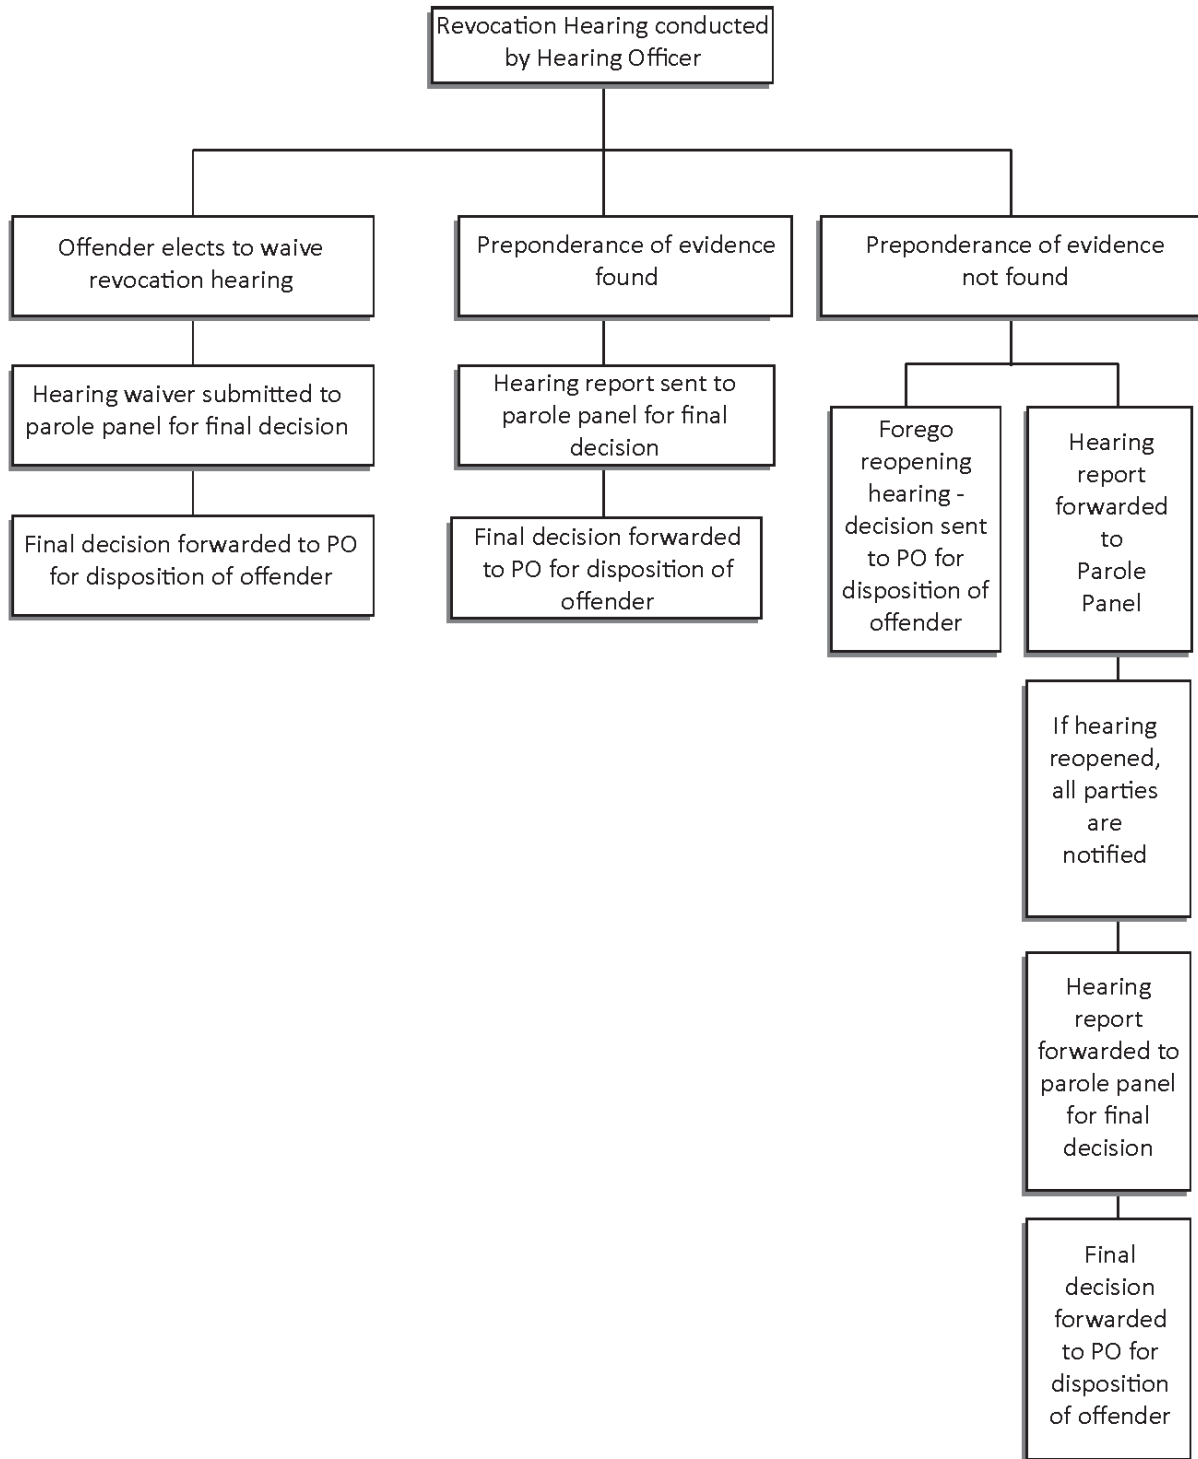 Revocation Hearing conducted
by Hearing Officer
Offender elects to waive
revocation hearing
Preponderance of evidence
found
Preponderance of evidence
not found
Hearing waiver submitted to
parole panel for final decision
Hearing report sent to
parole panel for final
decision
Forego
reopening
hearing -
decision sent
to PO for
disposition of
offender
Hearing
report
forwarded
to
Parole
Panel
Final decision forwarded to PO
for disposition of offender
Final decision forwarded
to PO for disposition of
offender
If hearing
reopened,
all parties
are
notified
Hearing
report
forwarded to
parole panel
for final
decision
Final
decision
forwarded
to PO for
disposition
of offender